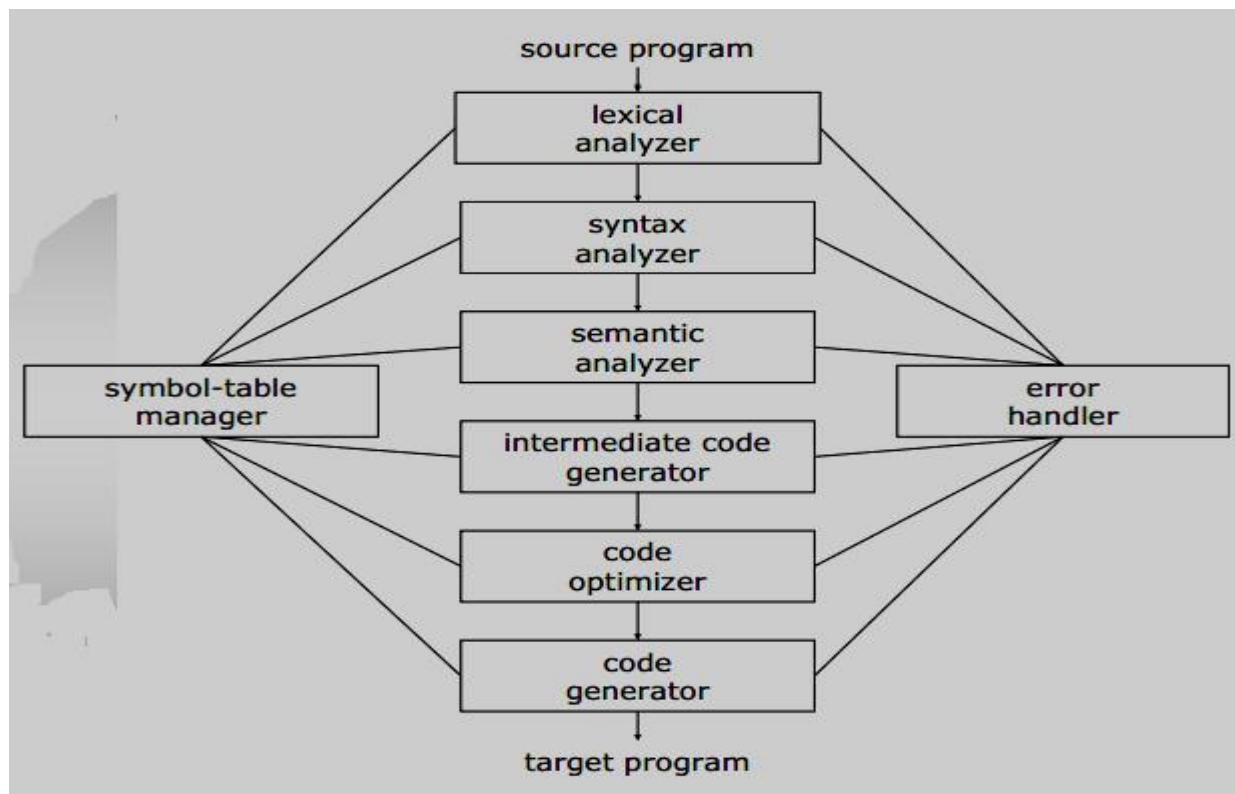 source program
lexical
analyzer
syntax
analyzer
semantic
analyzer
symbol-table
manager
error
handler
intermediate code
generator
code
optimizer
code
generator
target program